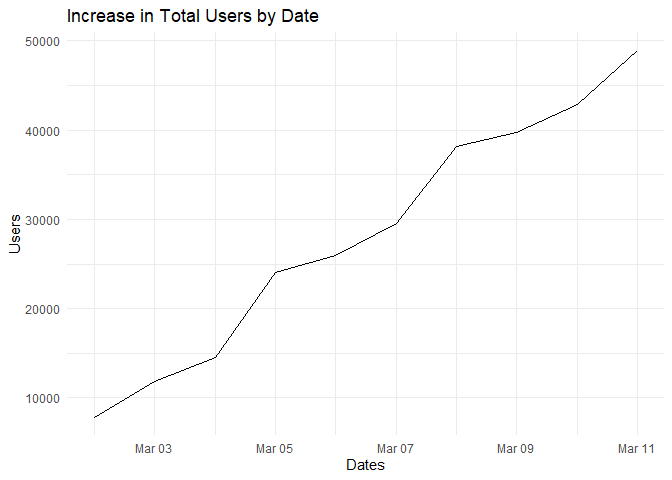 Increase in Total Users by Date
50000
40000
30000
20000
10000
Users
Mar 03
Mar 05
Mar 07
Mar 09
Mar 11
Dates